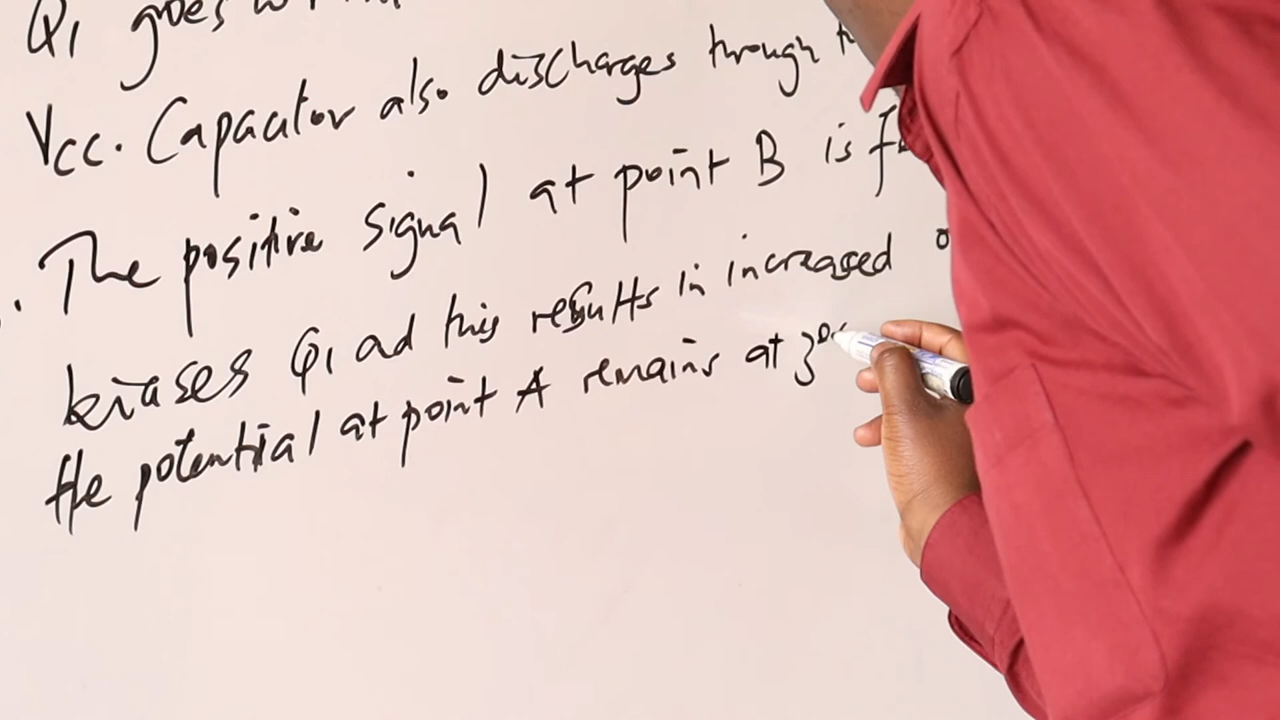 Q1 goes
Vcc. Capacitor also discharges through
The positive signal at point B is
biases Q1 ad this results in increased
the potential at point A remains at